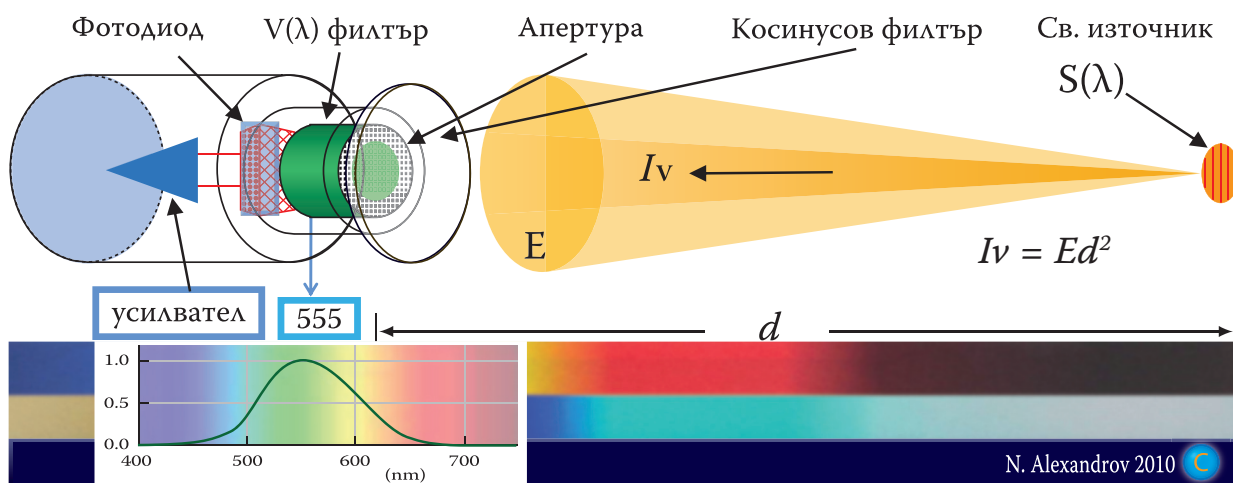 Фотодиод
V(λ) филтър
Апертура
Косинусов филтър
Св. източник
S(λ)
Iv
E
Iv = Ed²
усилвател
555
d
1.0
0.5
0.0
400
500
600
700
(nm)
N. Alexandrov 2010 C